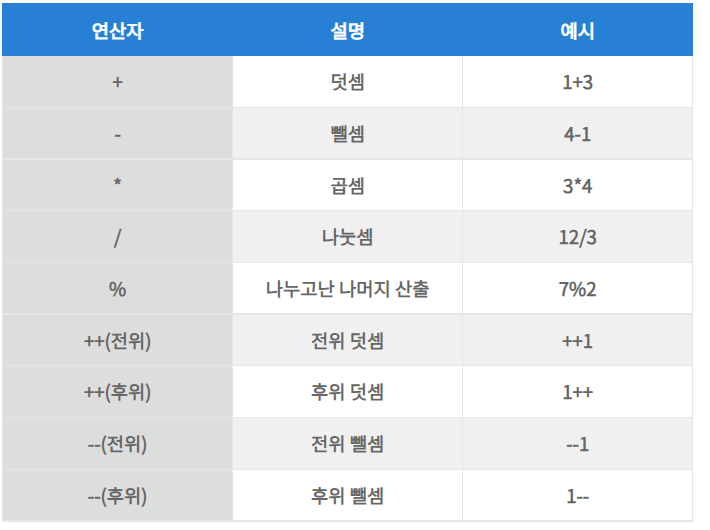 연산자 설명 예시
+ 덧셈 1+3
- 뺄셈 4-1
* 곱셈 3*4
/ 나눗셈 12/3
% 나누고난 나머지 산출 7%2
++(전위) 전위 덧셈 ++1
++(후위) 후위 덧셈 1++
--(전위) 전위 뺄셈 --1
--(후위) 후위 뺄셈 1--